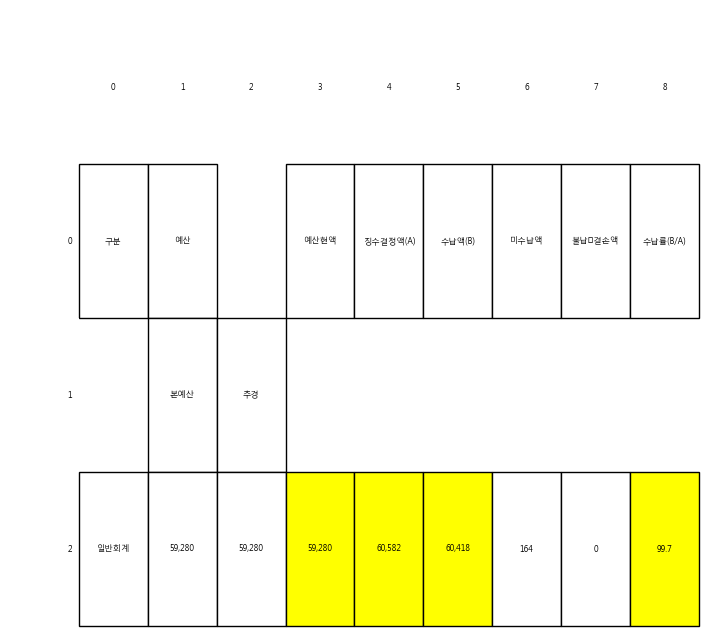 0 1 2 3 4 5 6 7 8
0 구분 예산 예산현액 징수결정액(A) 수납액(B) 미수납액 불납□결손액 수납률(B/A)
1 본예산 추경
2 일반회계 59,280 59,280 59,280 60,582 60,418 164 0 99.7